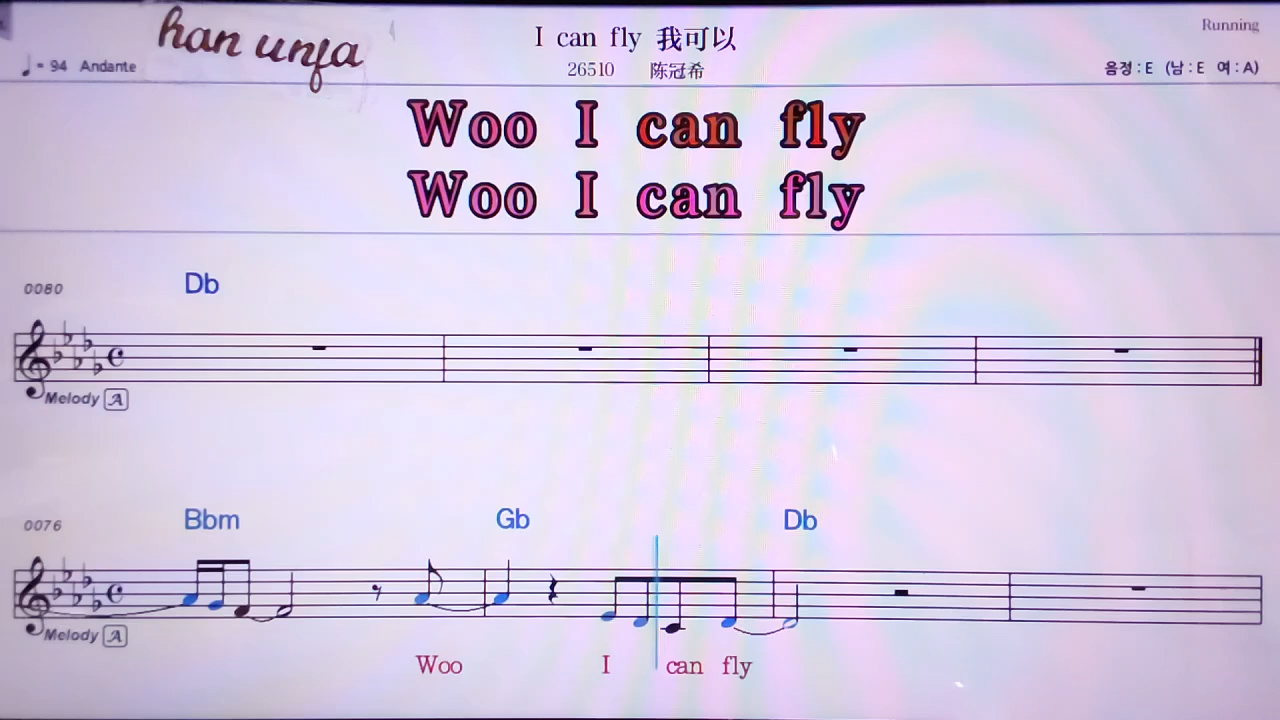 han unja
I can fly 我可以
Running
♩= 94 Andante
26510 陈冠希
음정 : E (남 : E 여 : A)
Woo I can fly
Woo I can fly
0080 Db
Melody A
0076 Bbm Gb Db
Melody A
Woo I can fly